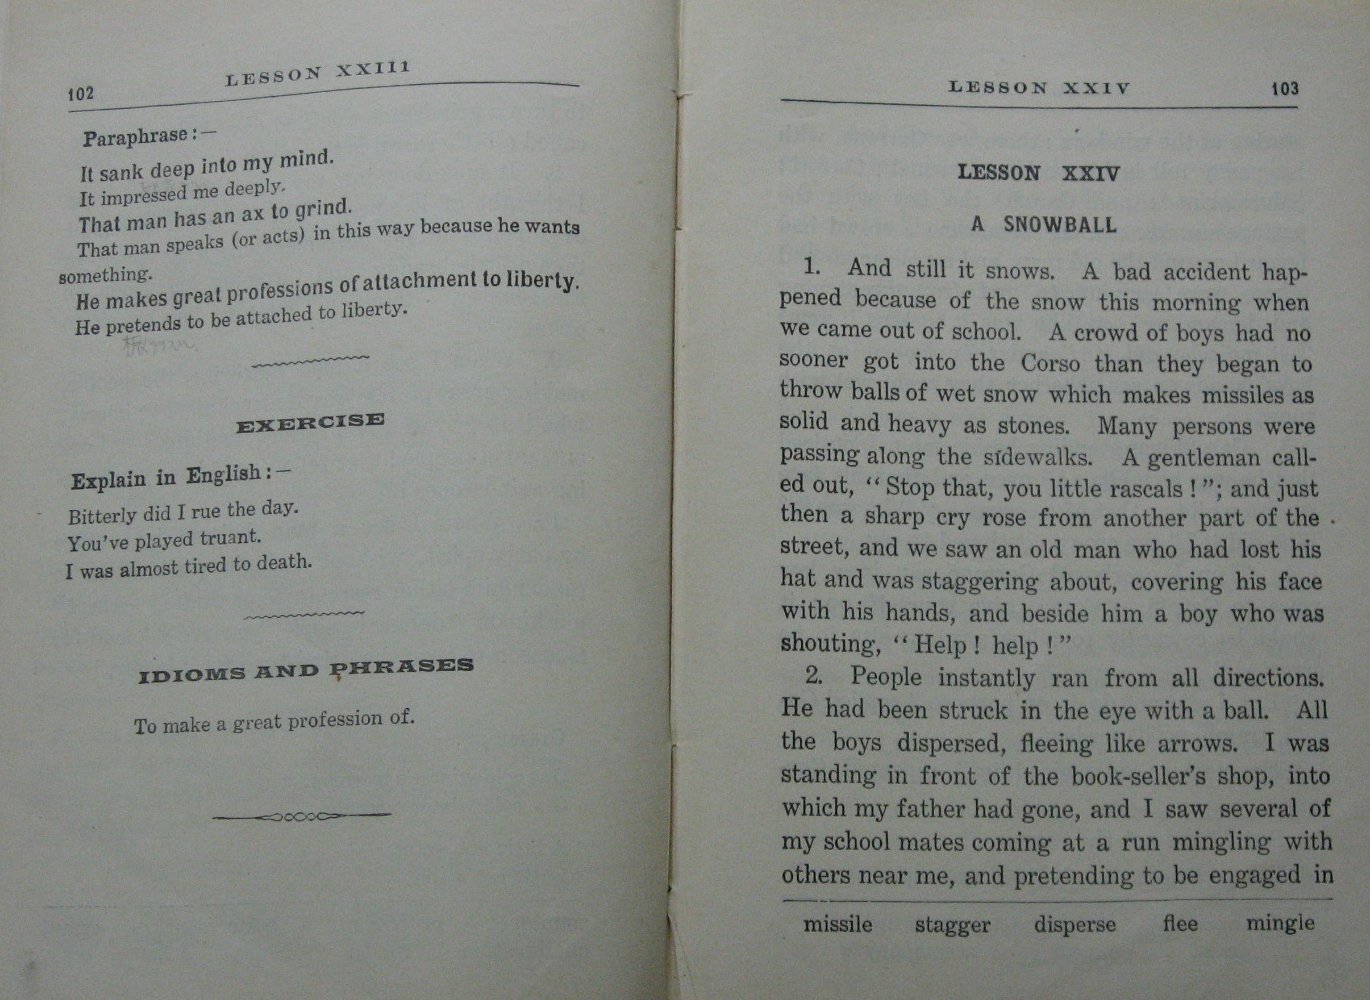 102
LESSON XXIII
Paraphrase:—
It sank deep into my mind.
It impressed me deeply.
That man has an ax to grind.
That man speaks (or acts) in this way because he wants
something.
He makes great professions of attachment to liberty.
He pretends to be attached to liberty.
EXERCISE
Explain in English:—
Bitterly did I rue the day.
You've played truant.
I was almost tired to death.
IDIOMS AND PHRASES
To make a great profession of.
LESSON XXIV 103
LESSON XXIV
A SNOWBALL
1. And still it snows. A bad accident hap-
pened because of the snow this morning when
we came out of school. A crowd of boys had no
sooner got into the Corso than they began to
throw balls of wet snow which makes missiles as
solid and heavy as stones. Many persons were
passing along the sidewalks. A gentleman call-
ed out, "Stop that, you little rascals!"; and just
then a sharp cry rose from another part of the
street, and we saw an old man who had lost his
hat and was staggering about, covering his face
with his hands, and beside him a boy who was
shouting, "Help! help!"
2. People instantly ran from all directions.
He had been struck in the eye with a ball. All
the boys dispersed, fleeing like arrows. I was
standing in front of the book-seller's shop, into
which my father had gone, and I saw several of
my school mates coming at a run mingling with
others near me, and pretending to be engaged in
missile stagger disperse flee mingle